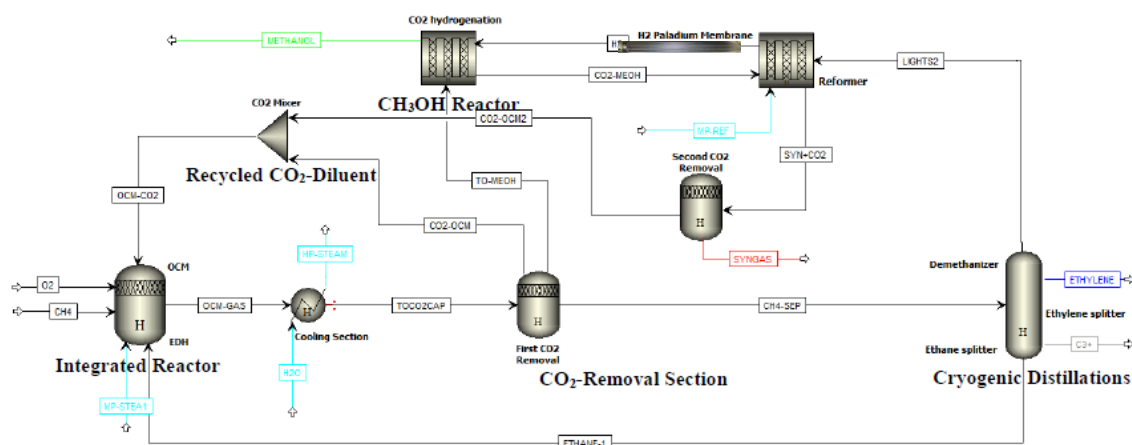 CO2 hydrogenation
H2 Paladium Membrane
METHANOL
LIGHTS2
CO2-MEOH
Reformer
CH₃OH Reactor
CO2 Mixer
CO2-OCM2
MP-REF
SYN+CO2
Second CO2
Removal
Recycled CO₂-Diluent
TO-MEOH
OCM-CO2
CO2-OCM
HP-STEAM
SYNGAS
OCM
Demethanizer
O2
ETHYLENE
H
OCM-GAS
TOCO2CAP
CH4-SEP
CH4
H
H
H
H
Ethylene splitter
EDH
Cooling Section
First CO2
Removal
C3+
Integrated Reactor
H2O
CO₂-Removal Section
Ethane splitter
Cryogenic Distillations
MP-STEA1
ETHANE-1